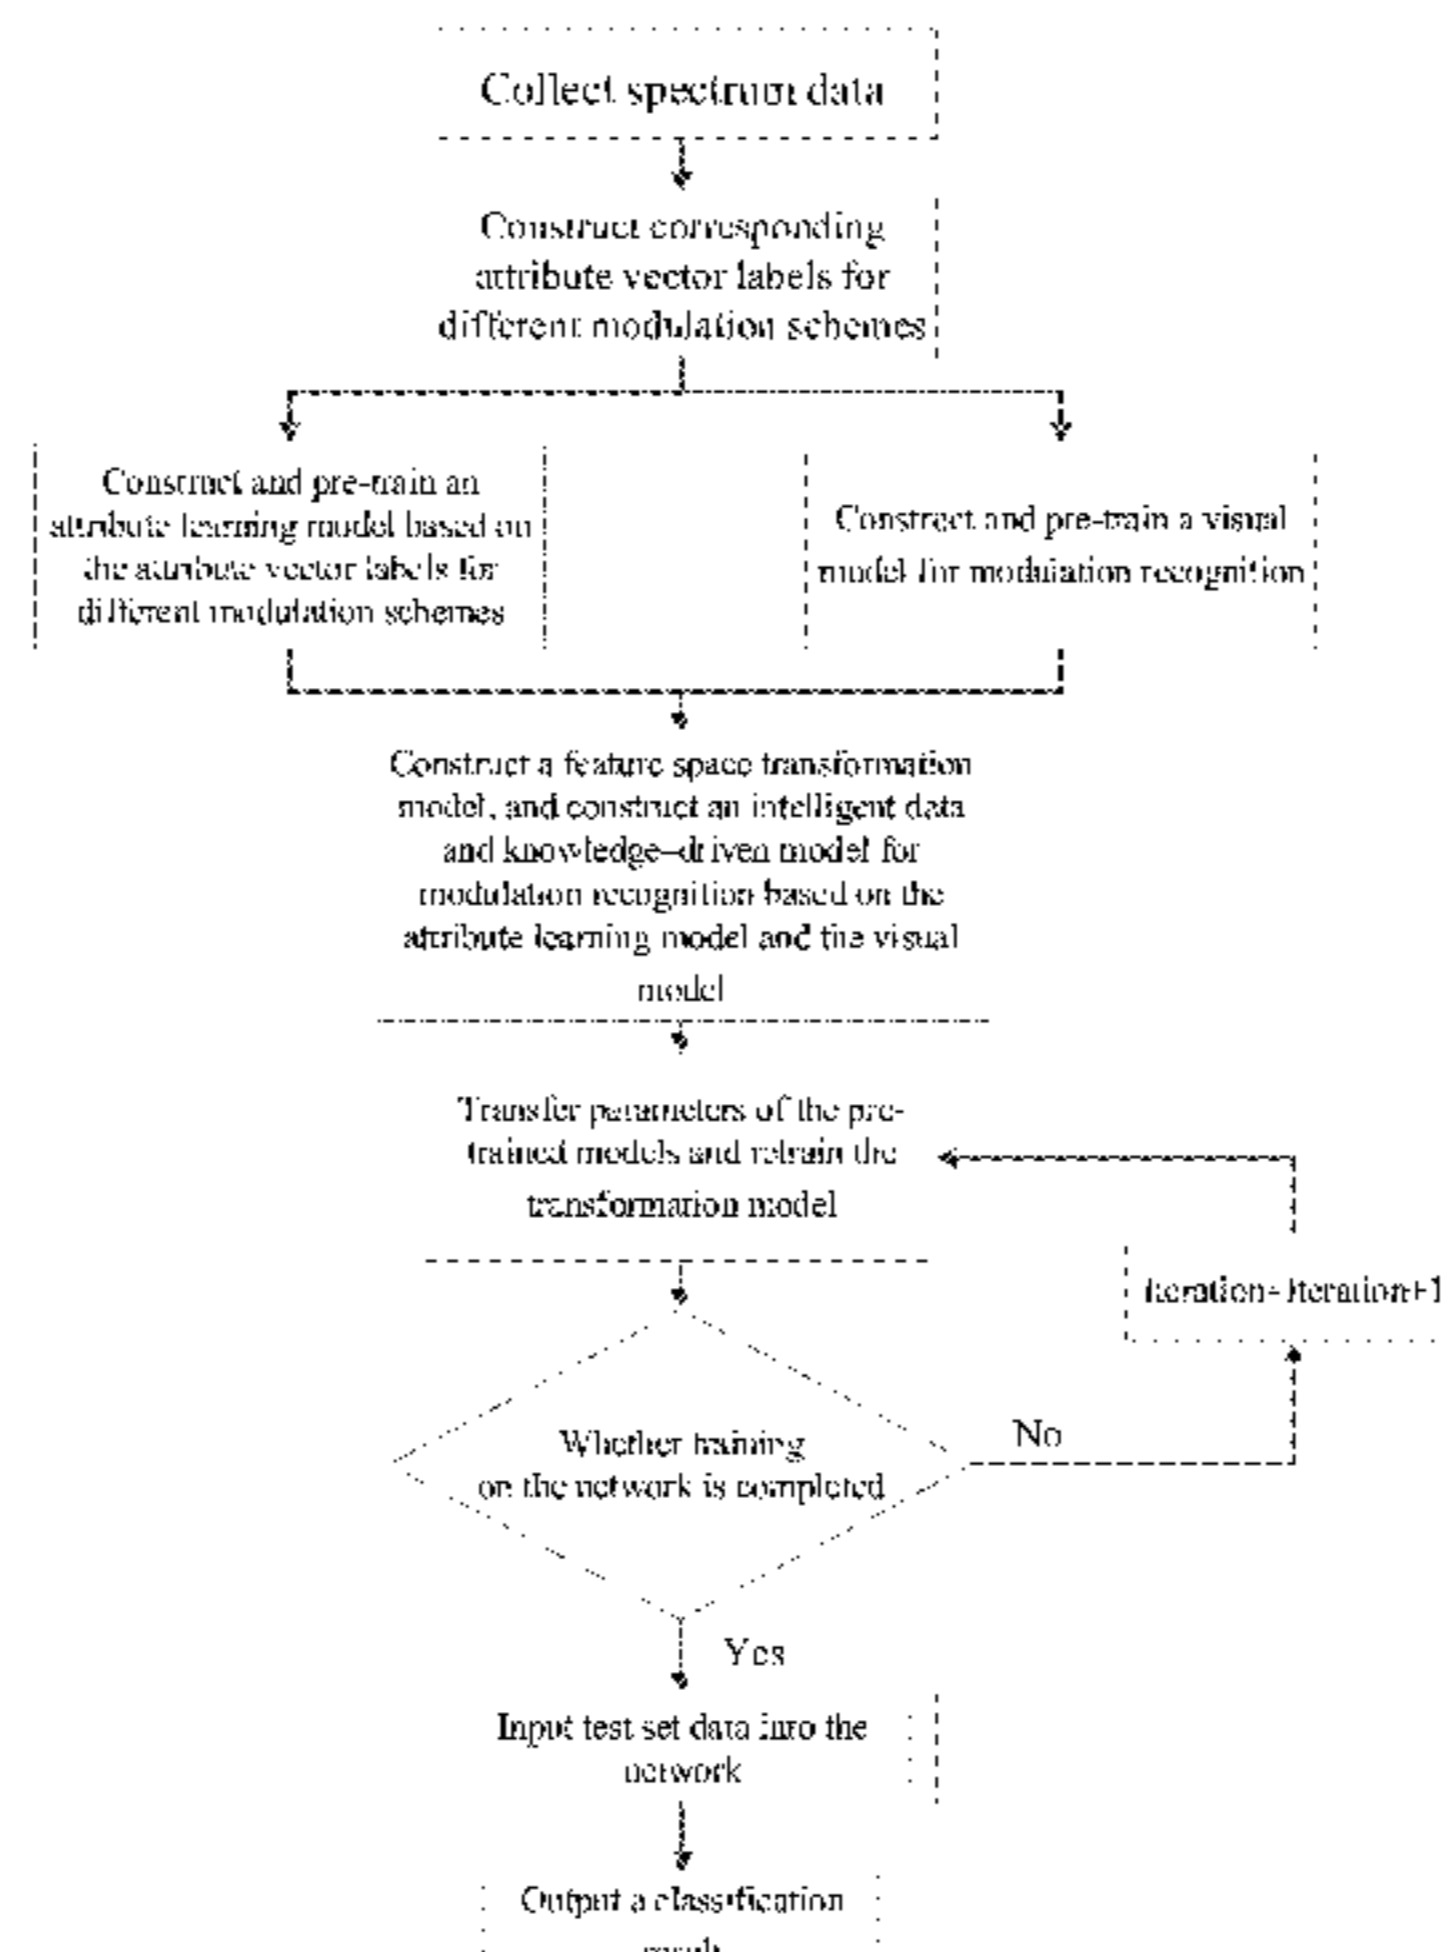 Collect spectrum data
Construct corresponding
attribute vector labels for
different modulation schemes
Construct and pre-train an
attribute learning model based on
the attribute vector labels for
different modulation schemes
Construct and pre-train a visual
model for modulation recognition
Construct a feature space transformation
model, and construct an intelligent data
and knowledge-driven model for
modulation recognition based on the
attribute learning model and the visual
model
Transfer parameters of the pre-
trained models and retrain the
transformation model
Iteration=Iteration+1
No
Whether training
on the network is completed
Yes
Input test set data into the
network
Output a classification
result